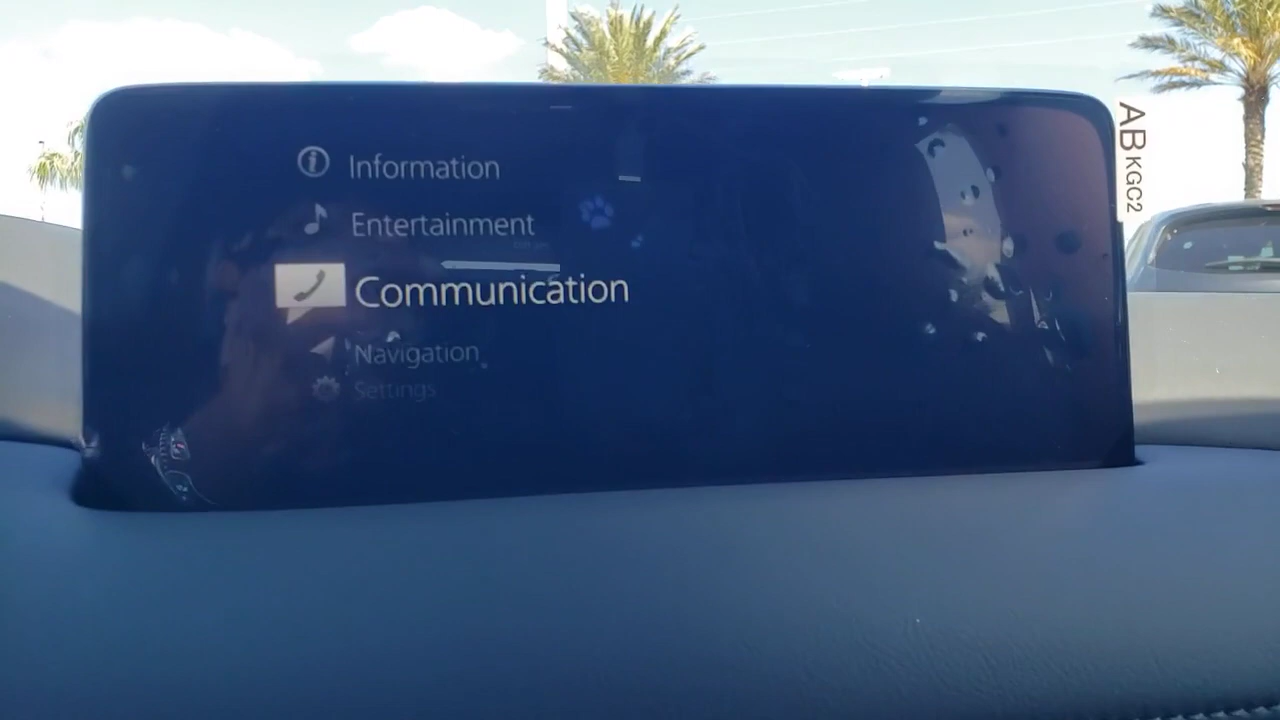 Information
Entertainment
Communication
Navigation
Settings
AB KGC2